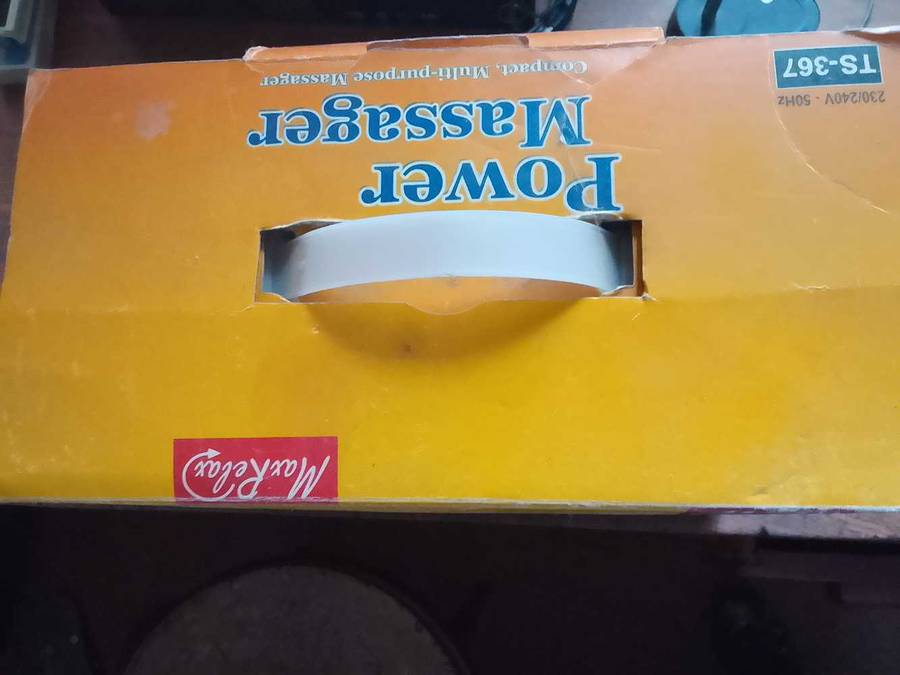 MaxRelax
Power
Massager
Compact, Multi-purpose Massager
TS-367
230/240V - 50Hz